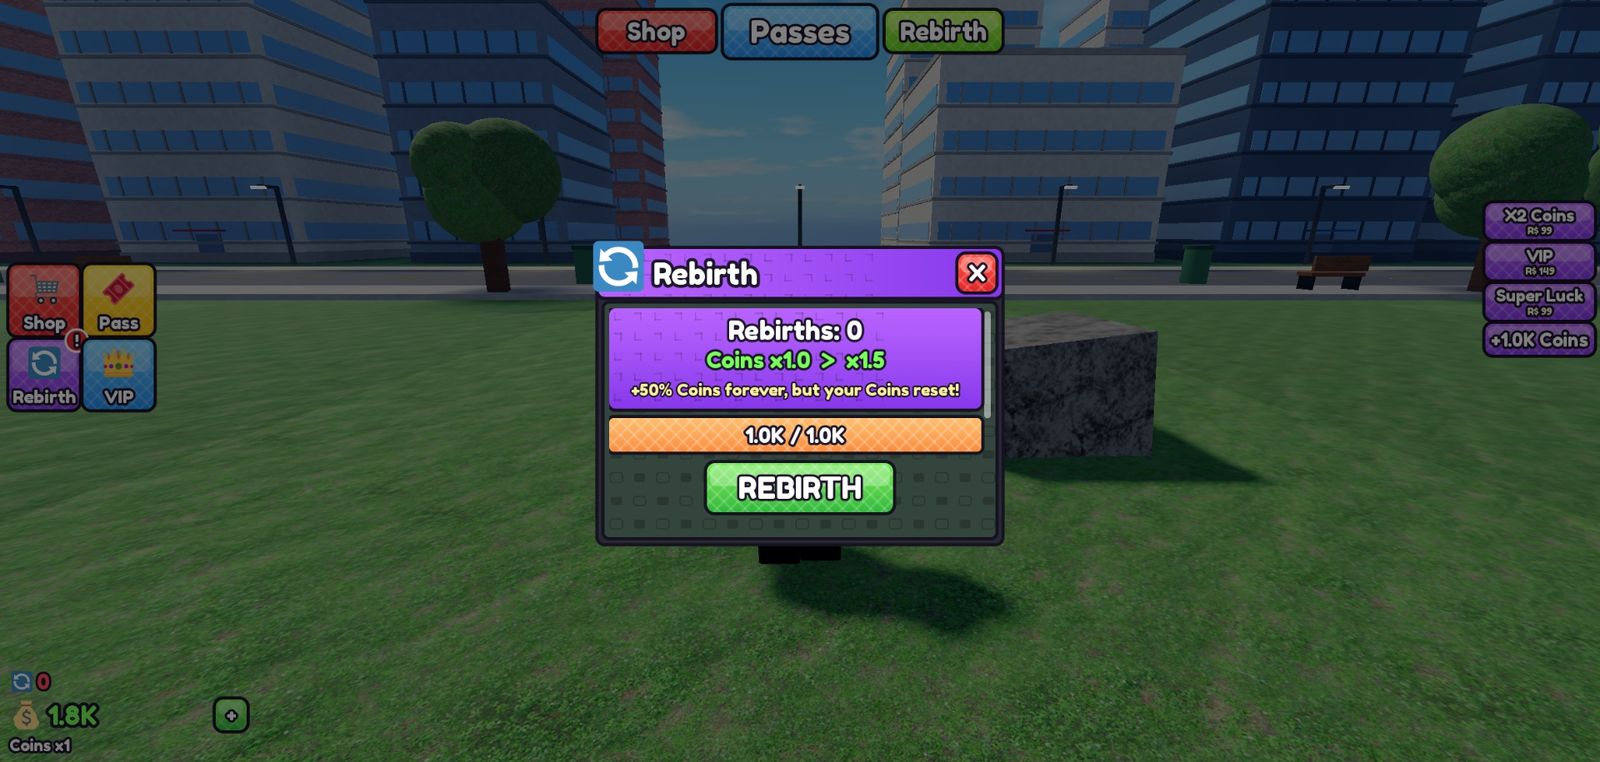 Shop
Passes
Rebirth
Rebirth
X
Rebirths: 0
Coins x1.0 > x1.5
+50% Coins forever, but your Coins reset!
1.0K / 1.0K
REBIRTH
Shop
Pass
!
Rebirth
VIP
X2 Coins
R$ 99
VIP
R$ 149
Super Luck
R$ 99
+1.0K Coins
0
$
1.8K
+
Coins x1